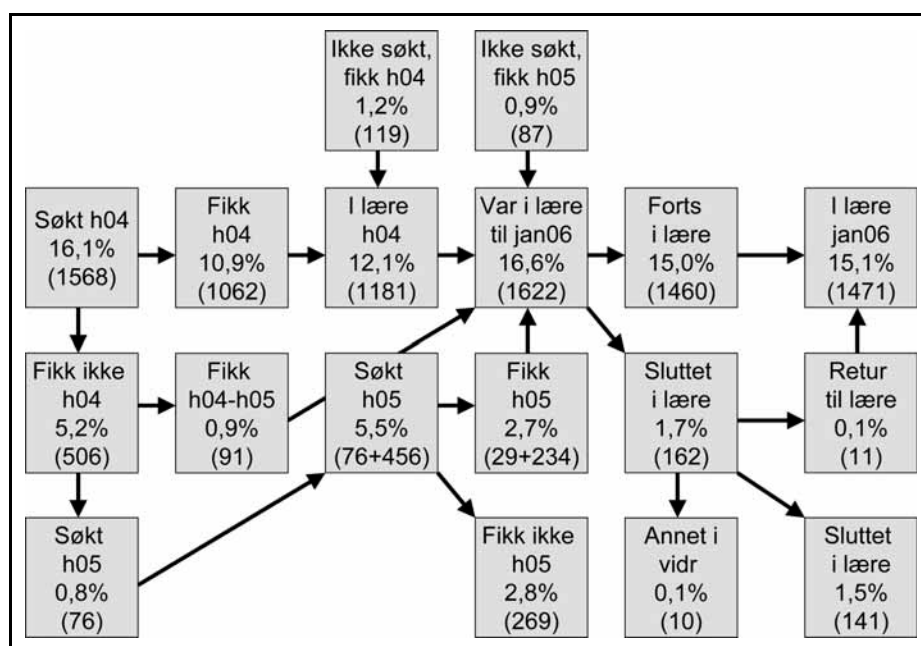 Ikke søkt,
fikk h04
1,2%
(119)
Ikke søkt,
fikk h05
0,9%
(87)
Søkt h04
16,1%
(1568)
Fikk
h04
10,9%
(1062)
I lære
h04
12,1%
(1181)
Var i lære
til jan06
16,6%
(1622)
Forts
i lære
15,0%
(1460)
I lære
jan06
15,1%
(1471)
Fikk ikke
h04
5,2%
(506)
Fikk
h04-h05
0,9%
(91)
Søkt
h05
5,5%
(76+456)
Fikk
h05
2,7%
(29+234)
Sluttet
i lære
1,7%
(162)
Retur
til lære
0,1%
(11)
Søkt
h05
0,8%
(76)
Fikk ikke
h05
2,8%
(269)
Annet i
vidr
0,1%
(10)
Sluttet
i lære
1,5%
(141)